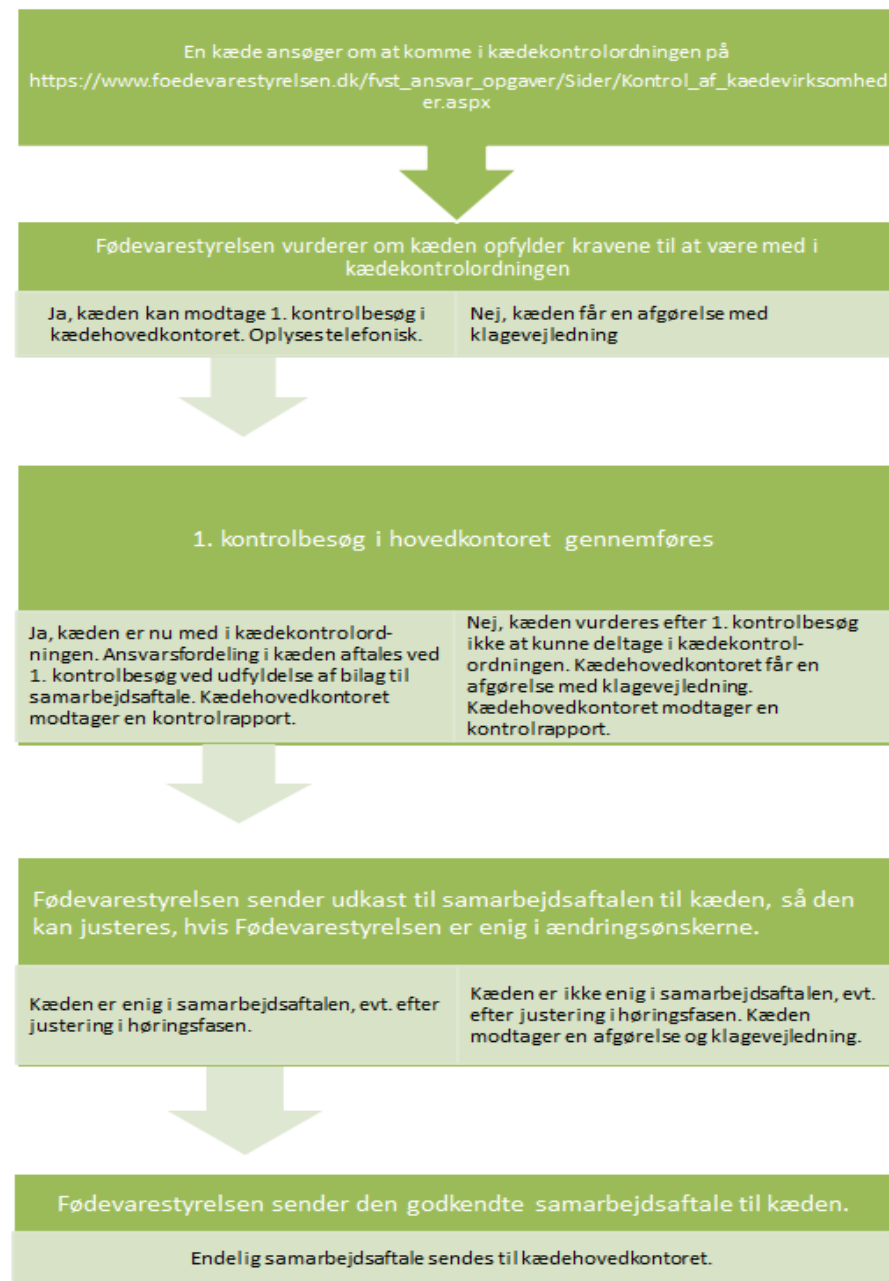 En kæde ansøger om at komme i kædekontrolordningen på
https://www.foedevarestyrelsen.dk/fvst_ansvar_opgaver/Sider/Kontrol_af_kaedevirksomhed
er.aspx
Fødevarestyrelsen vurderer om kæden opfylder kravene til at være med i
kædekontrolordningen
Ja, kæden kan modtage 1. kontrolbesøg i
kædehovedkontoret. Oplyses telefonisk.
Nej, kæden får en afgørelse med
klagevejledning
1. kontrolbesøg i hovedkontoret gennemføres
Ja, kæden er nu med i kædekontrolord-
ningen. Ansvarsfordeling i kæden aftales ved
1. kontrolbesøg ved udfyldelse af bilag til
samarbejdsaftale. Kædehovedkontoret
modtager en kontrolrapport.
Nej, kæden vurderes efter 1. kontrolbesøg
ikke at kunne deltage i kædekontrol-
ordningen. Kædehovedkontoret får en
afgørelse med klagevejledning.
Kædehovedkontoret modtager en
kontrolrapport.
Fødevarestyrelsen sender udkast til samarbejdsaftalen til kæden, så den
kan justeres, hvis Fødevarestyrelsen er enig i ændringsønskerne.
Kæden er enig i samarbejdsaftalen, evt. efter
justering i høringsfasen.
Kæden er ikke enig i samarbejdsaftalen, evt.
efter justering i høringsfasen. Kæden
modtager en afgørelse og klagevejledning.
Fødevarestyrelsen sender den godkendte samarbejdsaftale til kæden.
Endelig samarbejdsaftale sendes til kædehovedkontoret.